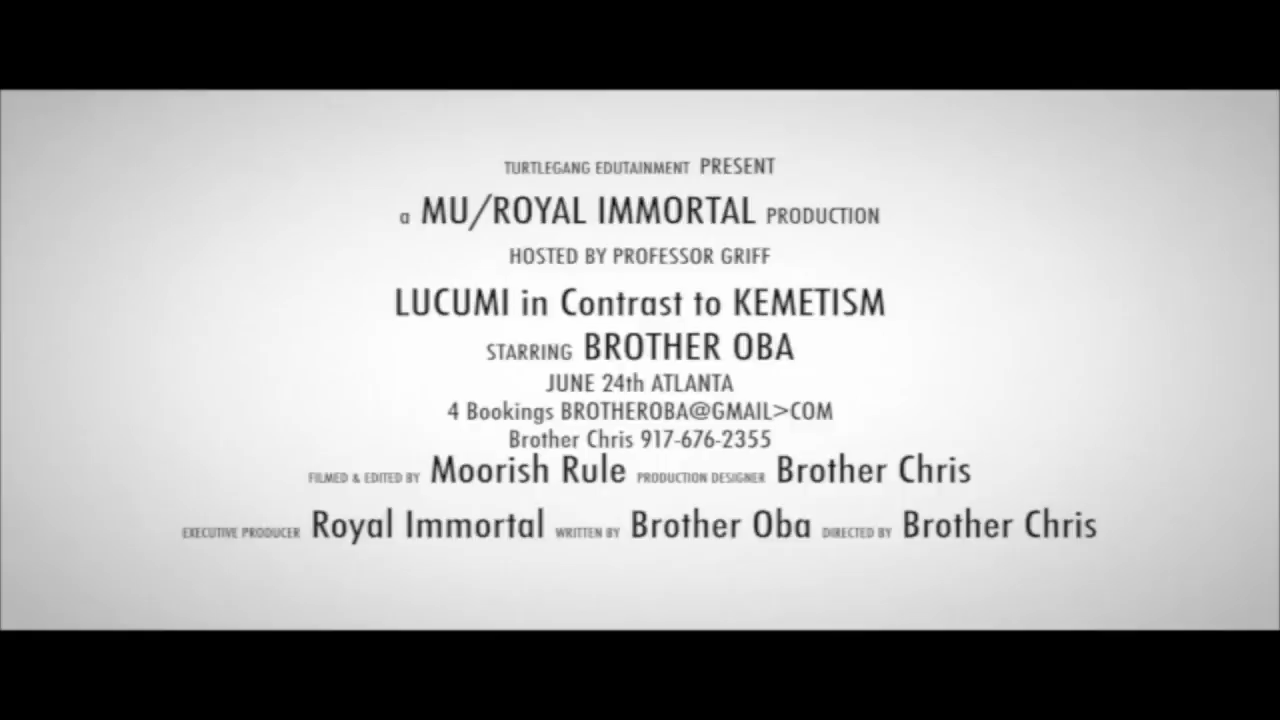 TURTLEGANG EDUTAINMENT PRESENT
a MU/ROYAL IMMORTAL PRODUCTION
HOSTED BY PROFESSOR GRIFF
LUCUMI in Contrast to KEMETISM
STARRING BROTHER OBA
JUNE 24th ATLANTA
4 Bookings BROTHEROBA@GMAIL>COM
Brother Chris 917-676-2355
FILMED & EDITED BY Moorish Rule PRODUCTION DESIGNER Brother Chris
EXECUTIVE PRODUCER Royal Immortal WRITTEN BY Brother Oba DIRECTED BY Brother Chris